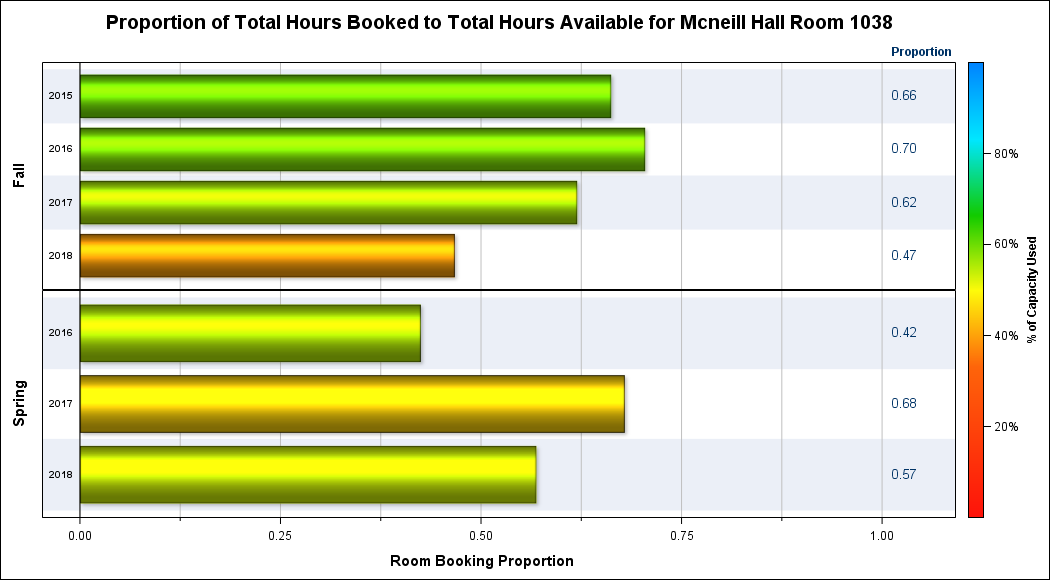 Proportion of Total Hours Booked to Total Hours Available for Mcneill Hall Room 1038
Proportion
Fall
2015 0.66
2016 0.70
2017 0.62
2018 0.47
Spring
2016 0.42
2017 0.68
2018 0.57
0.00 0.25 0.50 0.75 1.00
Room Booking Proportion
80%
60%
40%
20%
% of Capacity Used